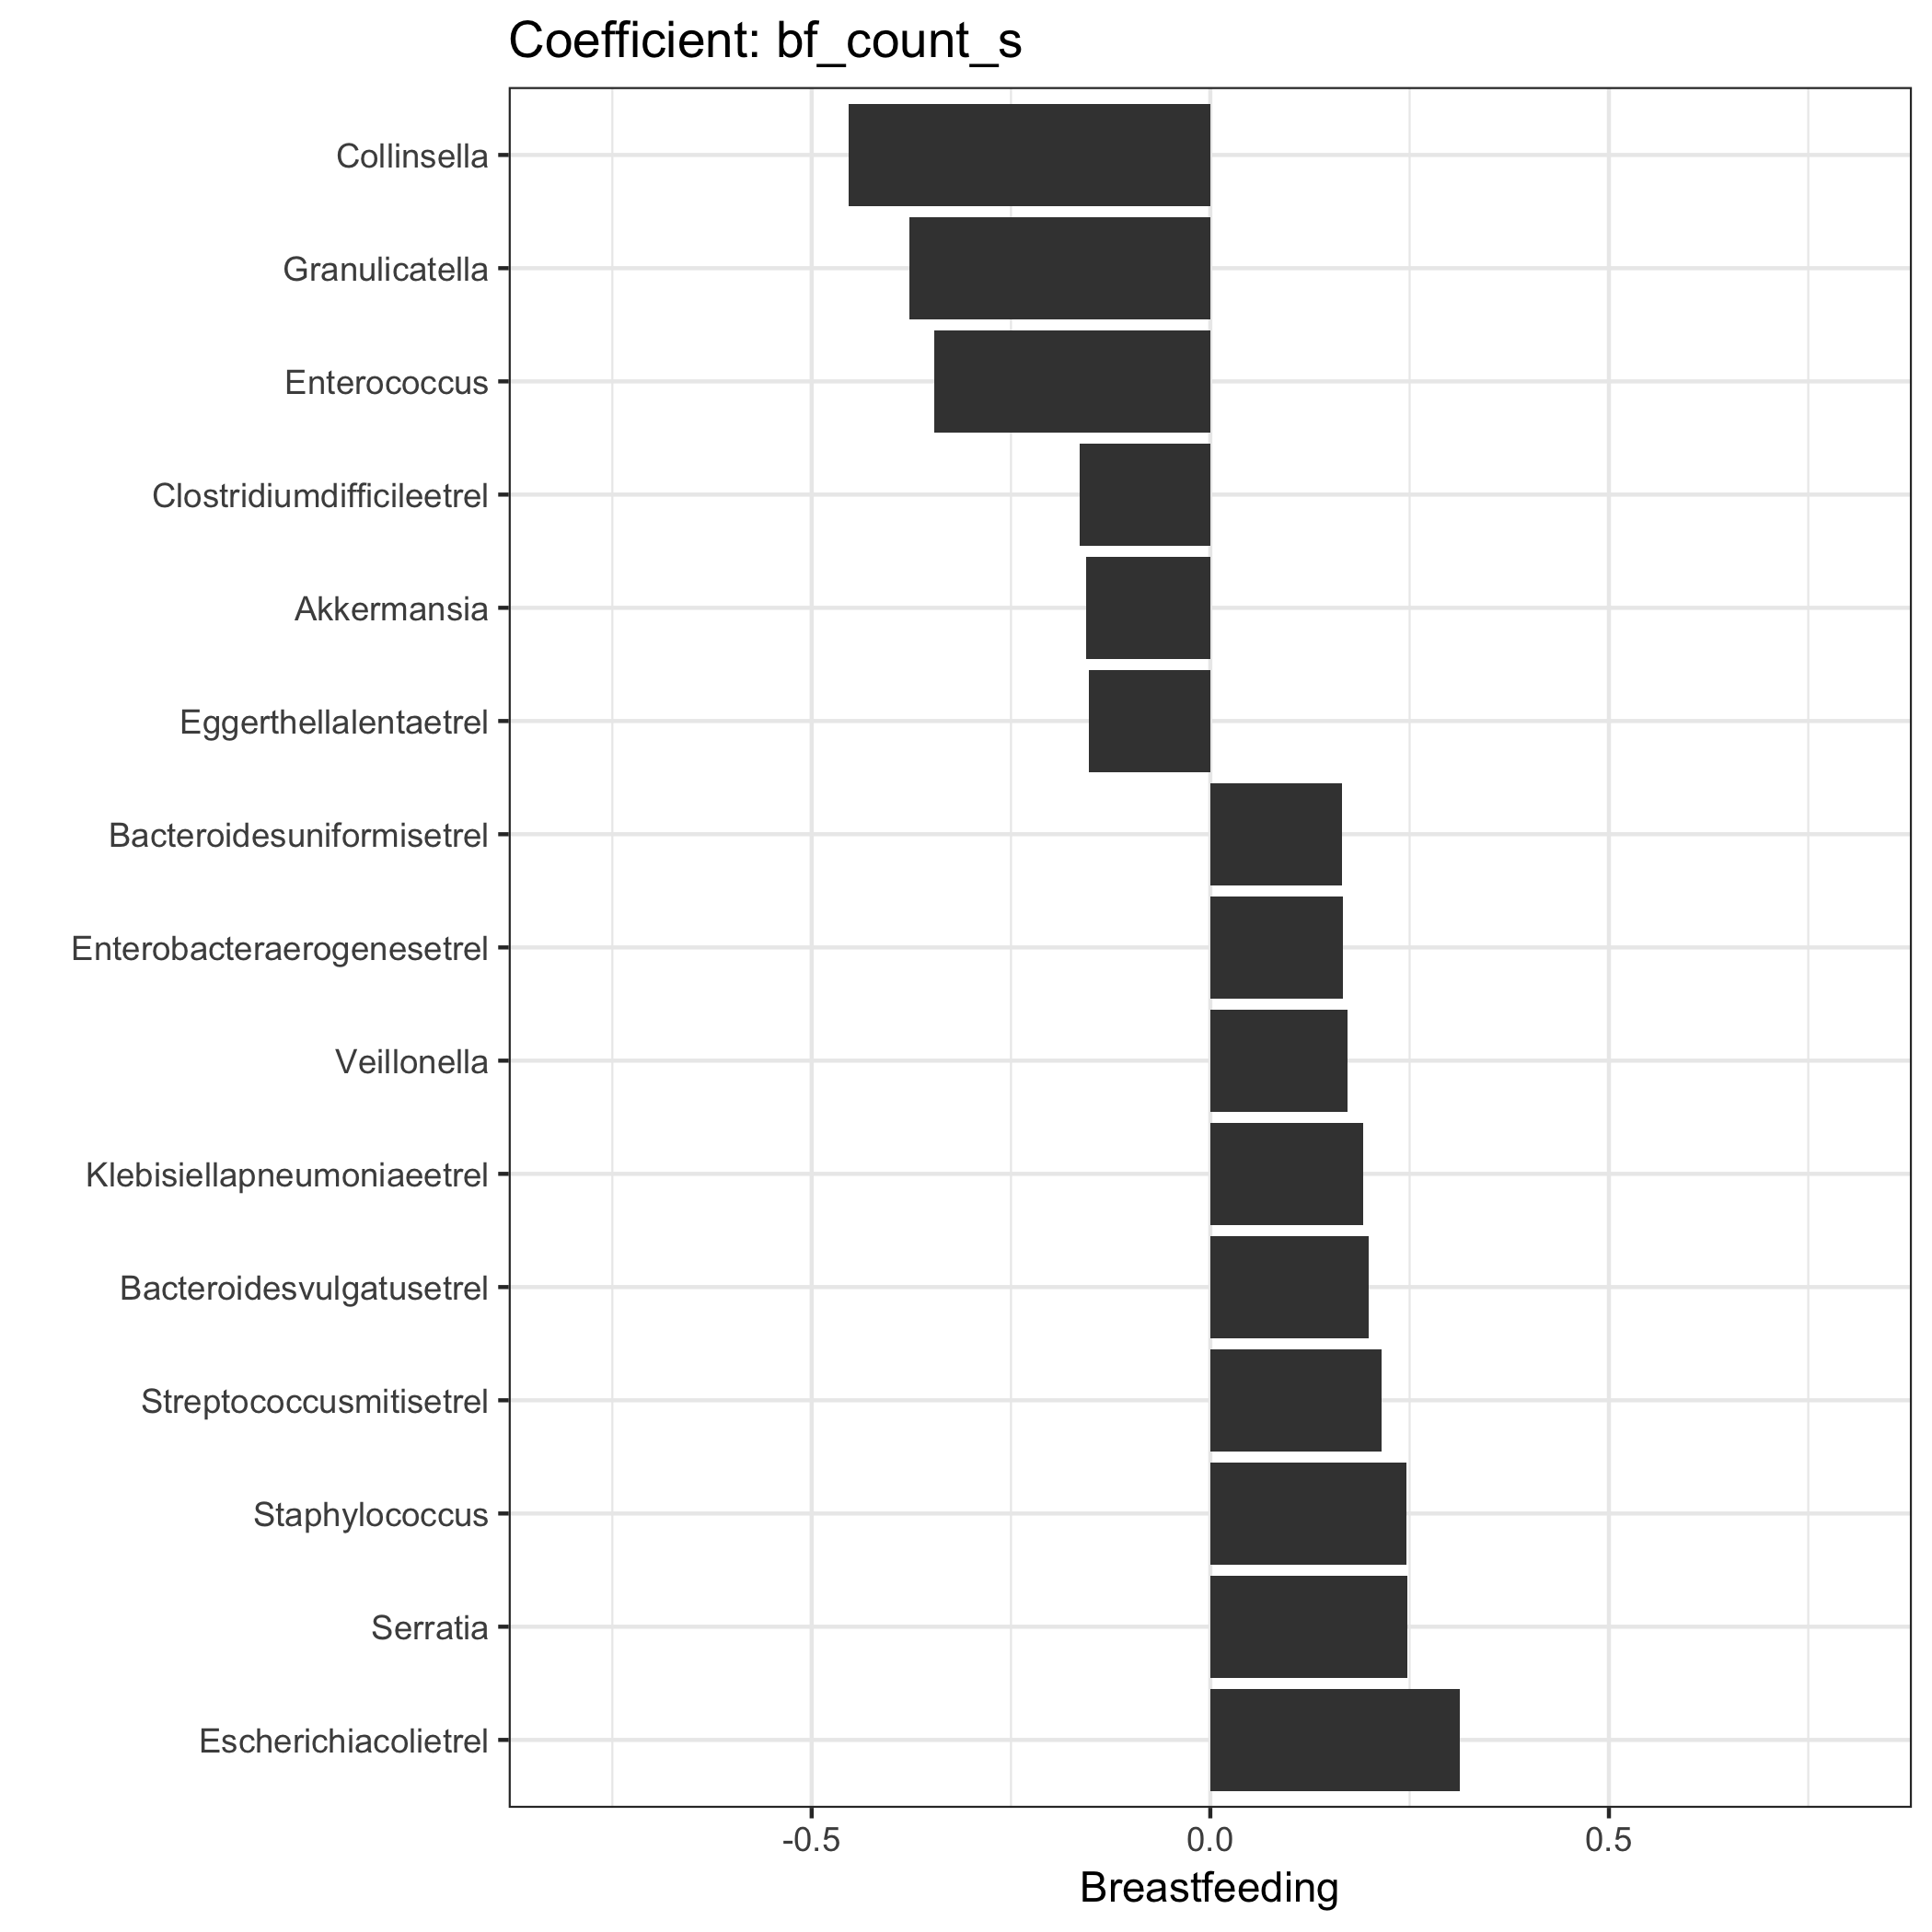 Coefficient: bf_count_s
Collinsella
Granulicatella
Enterococcus
Clostridiumdifficileetrel
Akkermansia
Eggerthellalentaetrel
Bacteroidesuniformisetrel
Enterobacteraerogenesetrel
Veillonella
Klebisiellapneumoniaeetrel
Bacteroidesvulgatusetrel
Streptococcusmitisetrel
Staphylococcus
Serratia
Escherichiacolietrel
-0.5 0.0 0.5
Breastfeeding